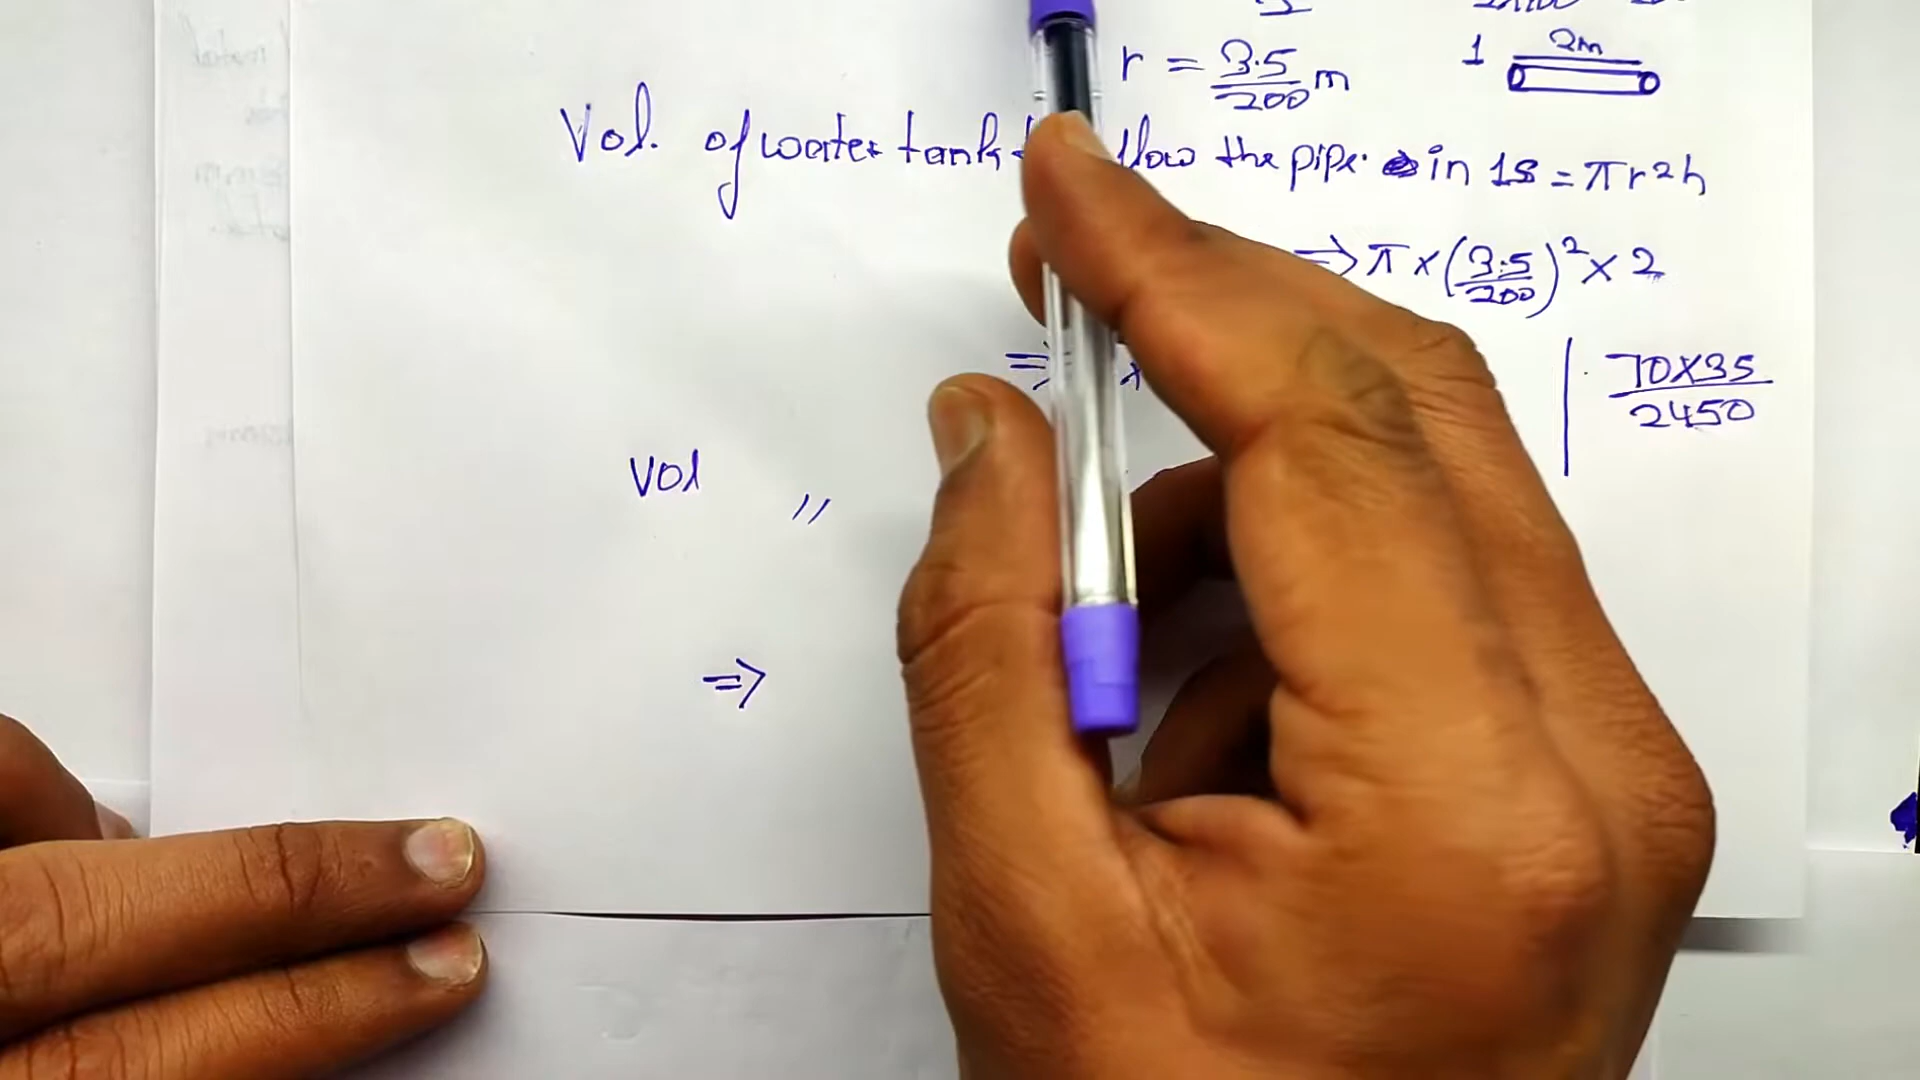 r = 3.5/200 m 1 2m
Vol. of water tank flow the pipe in 1s = πr²h
⇒ π × (3.5/200)² × 2
⇒ ×
70×35
2450
Vol "
⇒